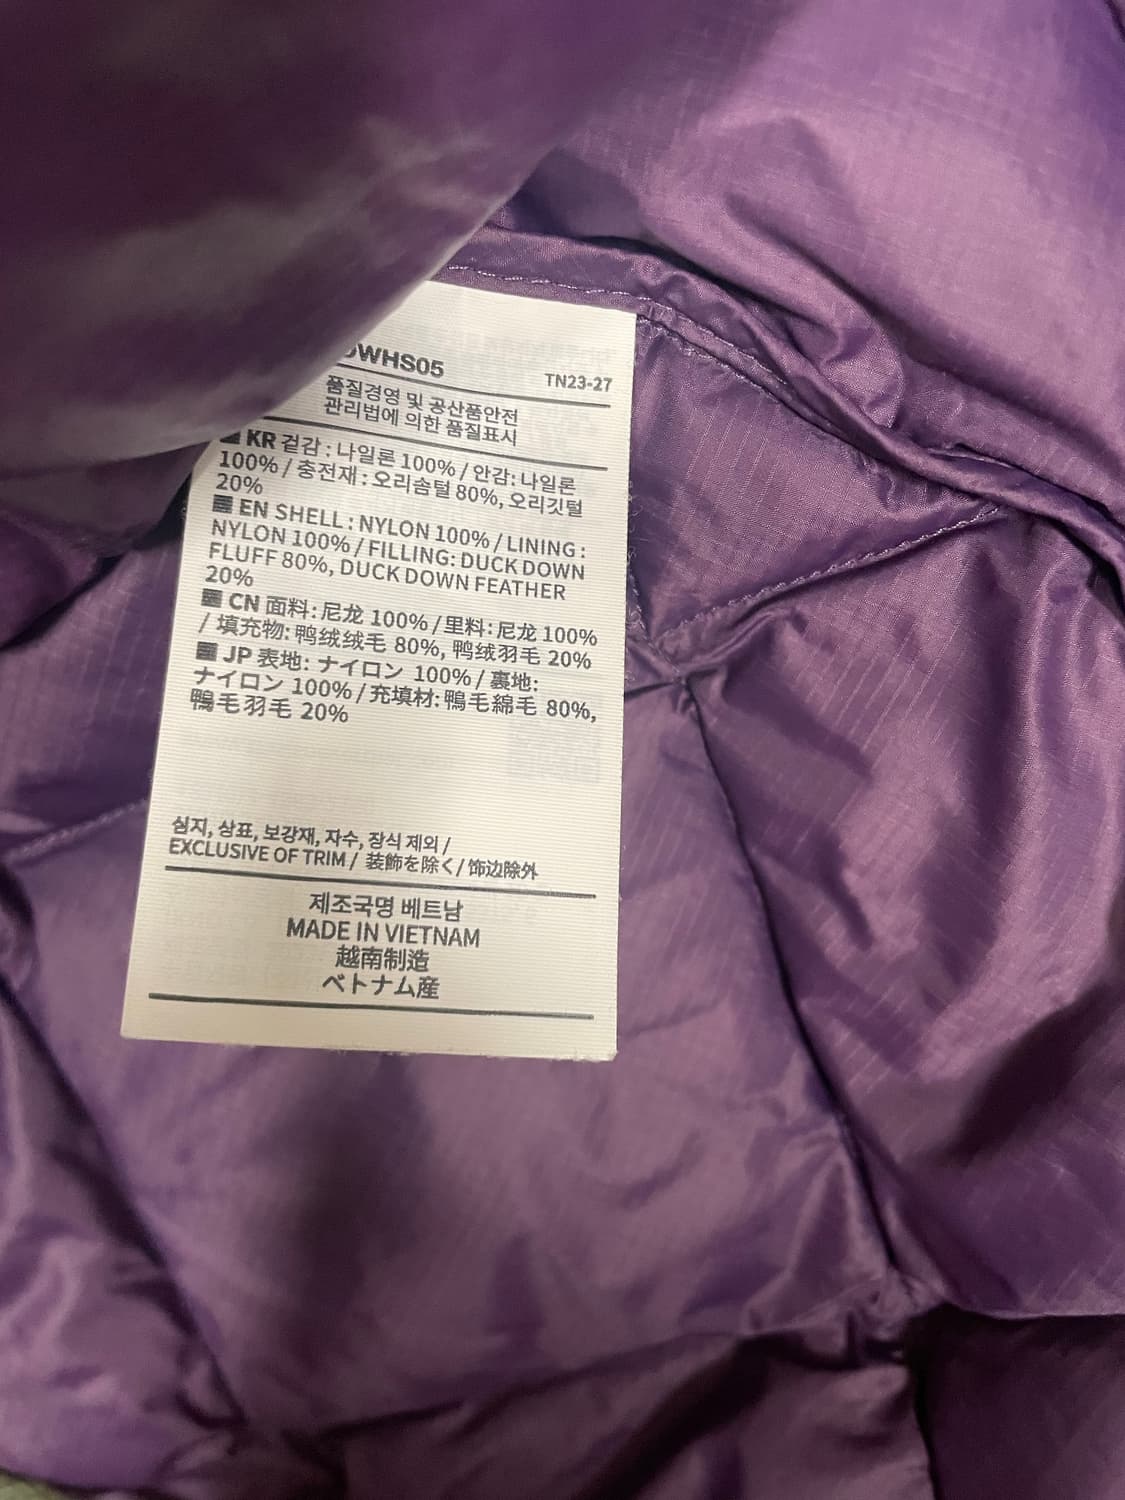 WHS05
TN23-27
품질경영 및 공산품안전
관리법에 의한 품질표시
KR 겉감 : 나일론 100% / 안감: 나일론
100% / 충전재 : 오리솜털 80%, 오리깃털
20%
EN SHELL : NYLON 100% / LINING :
NYLON 100% / FILLING: DUCK DOWN
FLUFF 80%, DUCK DOWN FEATHER
20%
CN 面料: 尼龙 100% / 里料: 尼龙 100%
/ 填充物: 鸭绒绒毛 80%, 鸭绒羽毛 20%
JP 表地: ナイロン 100% / 裏地:
ナイロン 100% / 充填材: 鴨毛綿毛 80%,
鴨毛羽毛 20%
심지, 상표, 보강재, 자수, 장식 제외 /
EXCLUSIVE OF TRIM / 装飾を除く/ 饰边除外
제조국명 베트남
MADE IN VIETNAM
越南制造
ベトナム産